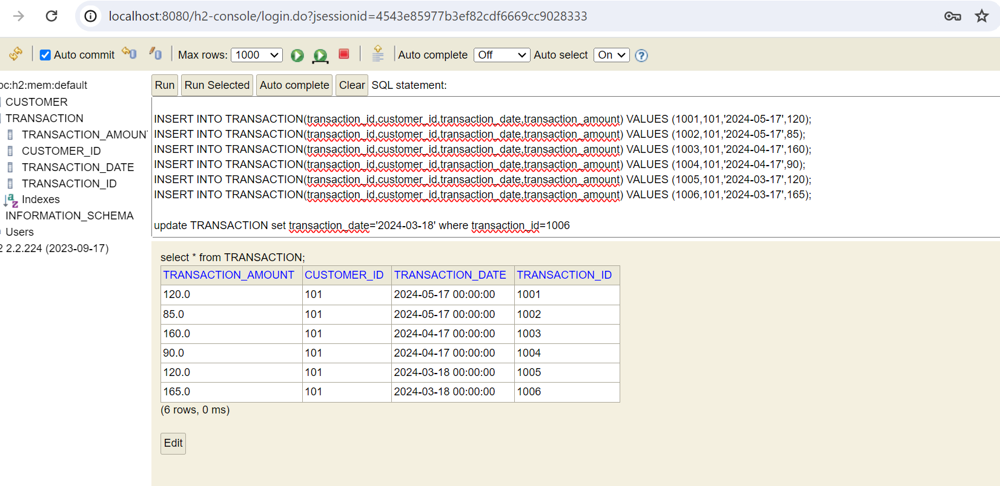 localhost:8080/h2-console/login.do?jsessionid=4543e85977b3ef82cdf6669cc9028333
Auto commit Max rows: 1000 Auto complete Off Auto select On
oc:h2:mem:default
CUSTOMER
TRANSACTION
TRANSACTION_AMOUN
CUSTOMER_ID
TRANSACTION_DATE
TRANSACTION_ID
Indexes
INFORMATION_SCHEMA
Users
2 2.2.224 (2023-09-17)
Run Run Selected Auto complete Clear SQL statement:
INSERT INTO TRANSACTION(transaction_id,customer_id,transaction_date,transaction_amount) VALUES (1001,101,'2024-05-17',120);
INSERT INTO TRANSACTION(transaction_id,customer_id,transaction_date,transaction_amount) VALUES (1002,101,'2024-05-17',85);
INSERT INTO TRANSACTION(transaction_id,customer_id,transaction_date,transaction_amount) VALUES (1003,101,'2024-04-17',160);
INSERT INTO TRANSACTION(transaction_id,customer_id,transaction_date,transaction_amount) VALUES (1004,101,'2024-04-17',90);
INSERT INTO TRANSACTION(transaction_id,customer_id,transaction_date,transaction_amount) VALUES (1005,101,'2024-03-17',120);
INSERT INTO TRANSACTION(transaction_id,customer_id,transaction_date,transaction_amount) VALUES (1006,101,'2024-03-17',165);
update TRANSACTION set transaction_date='2024-03-18' where transaction_id=1006
select * from TRANSACTION;
TRANSACTION_AMOUNT CUSTOMER_ID TRANSACTION_DATE TRANSACTION_ID
120.0 101 2024-05-17 00:00:00 1001
85.0 101 2024-05-17 00:00:00 1002
160.0 101 2024-04-17 00:00:00 1003
90.0 101 2024-04-17 00:00:00 1004
120.0 101 2024-03-18 00:00:00 1005
165.0 101 2024-03-18 00:00:00 1006
(6 rows, 0 ms)
Edit